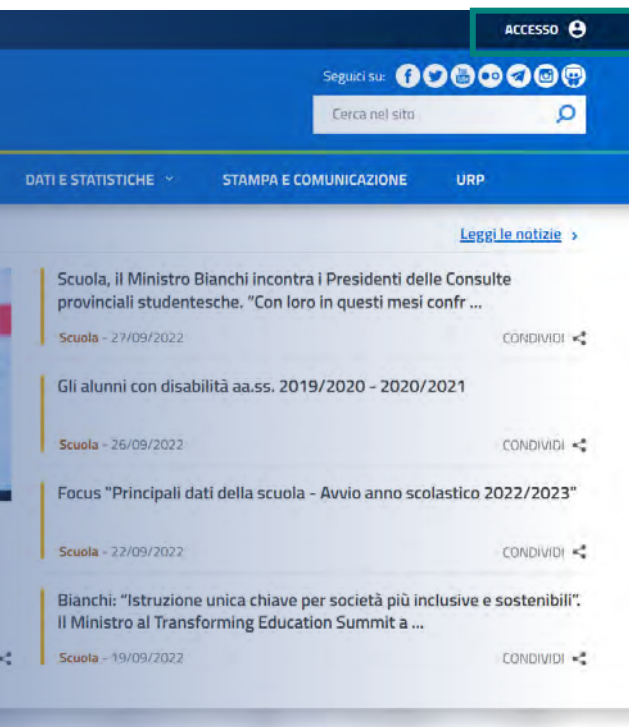 ACCESSO
Seguici su:
Cerca nel sito
DATI E STATISTICHE
STAMPA E COMUNICAZIONE
URP
Leggi le notizie
Scuola, il Ministro Bianchi incontra i Presidenti delle Consulte
provinciali studentesche. "Con loro in questi mesi confr ...
Scuola - 27/09/2022
CONDIVIDI
Gli alunni con disabilità aa.ss. 2019/2020 - 2020/2021
Scuola - 26/09/2022
CONDIVIDI
Focus "Principali dati della scuola - Avvio anno scolastico 2022/2023"
Scuola - 22/09/2022
CONDIVIDI
Bianchi: "Istruzione unica chiave per società più inclusive e sostenibili".
Il Ministro al Transforming Education Summit a ...
Scuola - 19/09/2022
CONDIVIDI